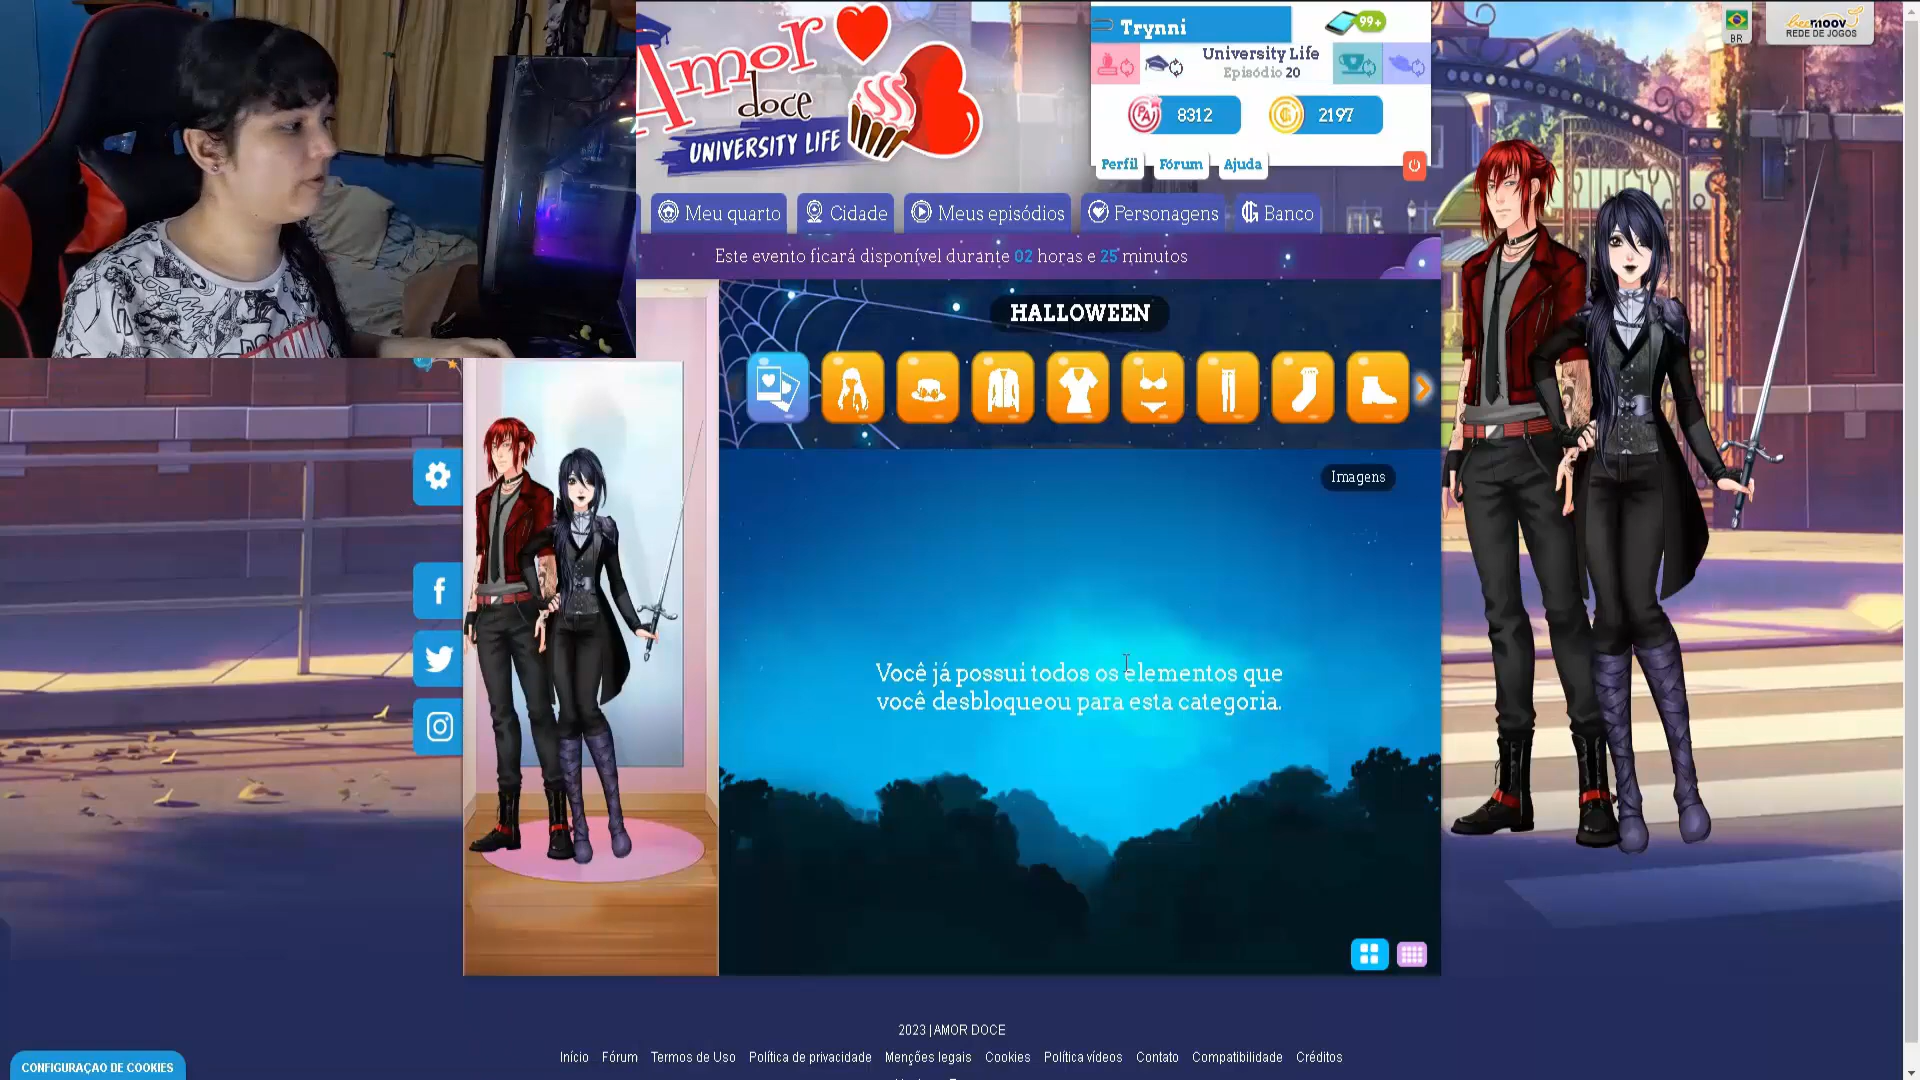 Amor
doce
UNIVERSITY LIFE
Trynni
99+
University Life
Episódio 20
8312
2197
Perfil
Fórum
Ajuda
BR
beemoov
REDE DE JOGOS
Meu quarto
Cidade
Meus episódios
Personagens
Banco
Este evento ficará disponível durante 02 horas e 25 minutos
HALLOWEEN
Imagens
Você já possui todos os elementos que
você desbloqueou para esta categoria.
2023 | AMOR DOCE
Início Fórum Termos de Uso Política de privacidade Menções legais Cookies Política vídeos Contato Compatibilidade Créditos
CONFIGURAÇAO DE COOKIES